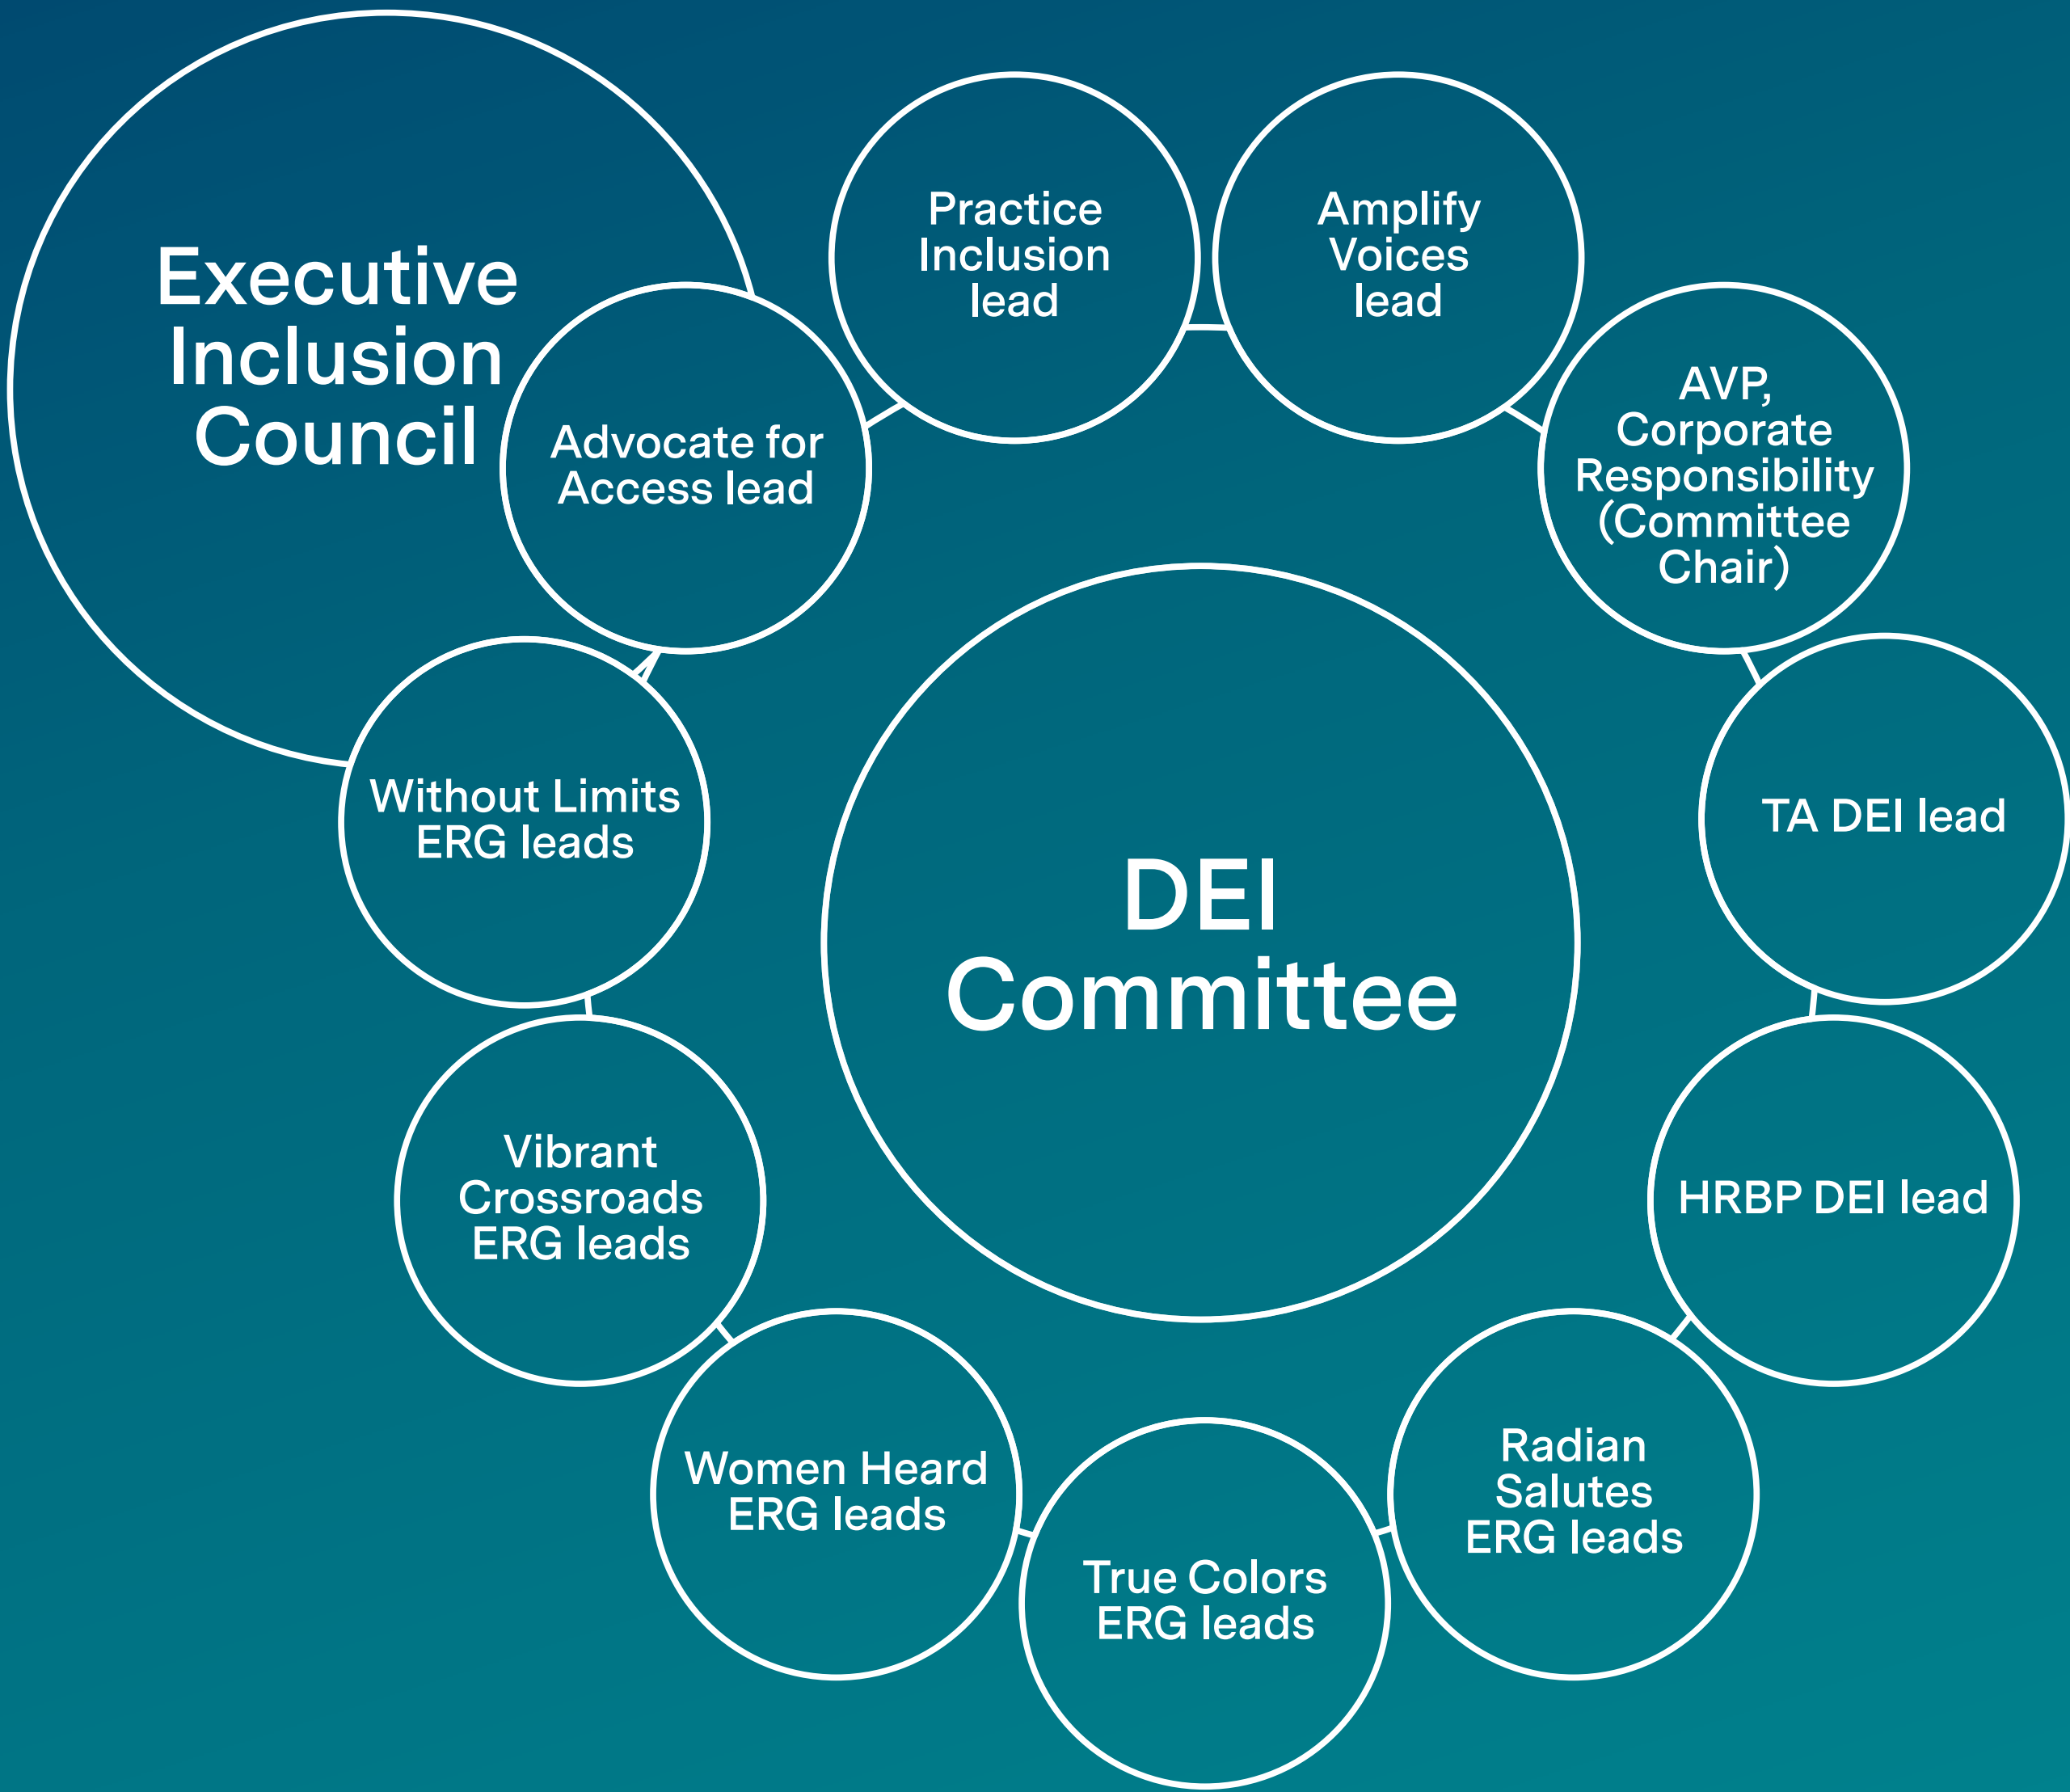 Executive
Inclusion
Council
Practice
Inclusion
lead
Amplify
Voices
lead
Advocate for
Access lead
AVP,
Corporate
Responsibility
(Committee
Chair)
Without Limits
ERG leads
TA DEI lead
DEI
Committee
Vibrant
Crossroads
ERG leads
HRBP DEI lead
Women Heard
ERG leads
Radian
Salutes
ERG leads
True Colors
ERG leads